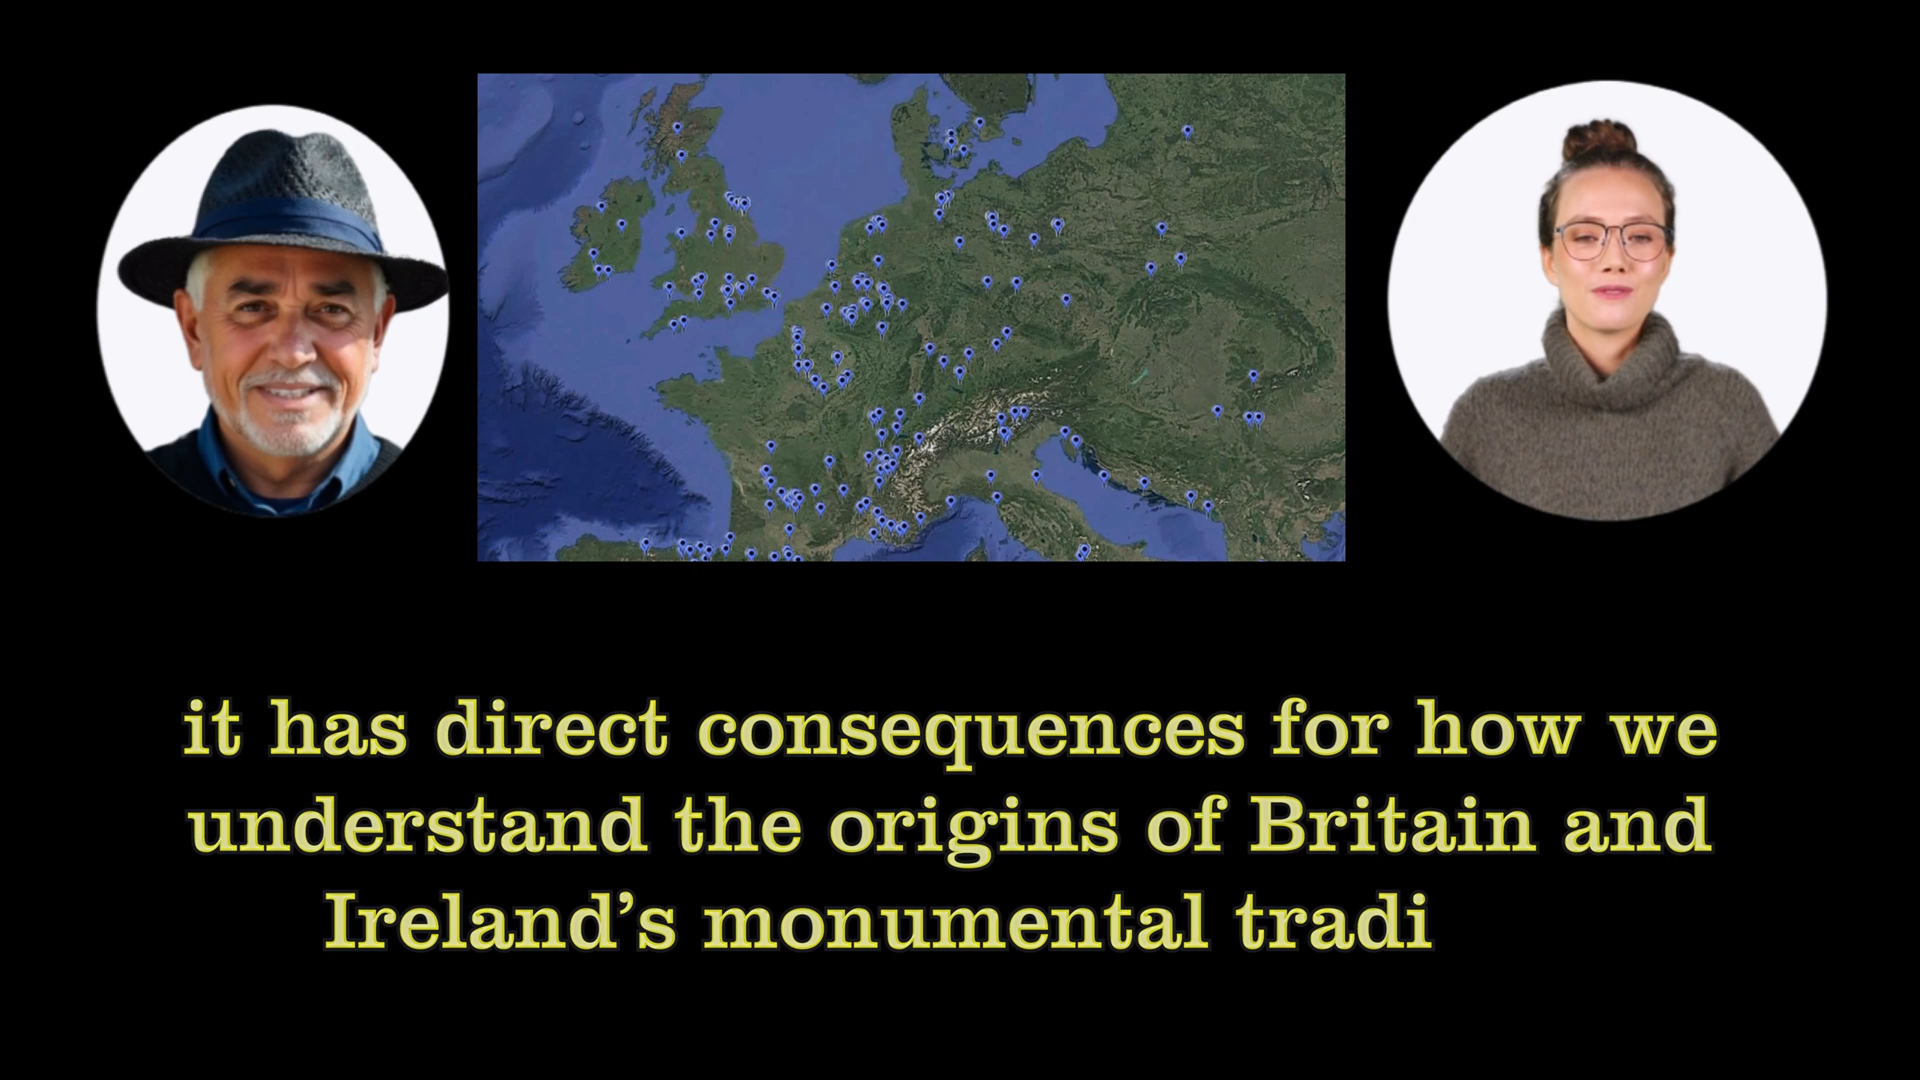 it has direct consequences for how we
understand the origins of Britain and
Ireland’s monumental tradi